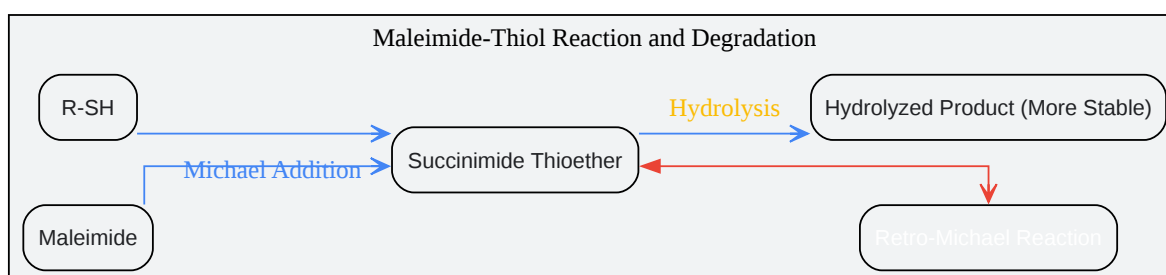 Maleimide-Thiol Reaction and Degradation
R-SH
Hydrolysis
Hydrolyzed Product (More Stable)
Michael Addition
Succinimide Thioether
Maleimide
Retro-Michael Reaction